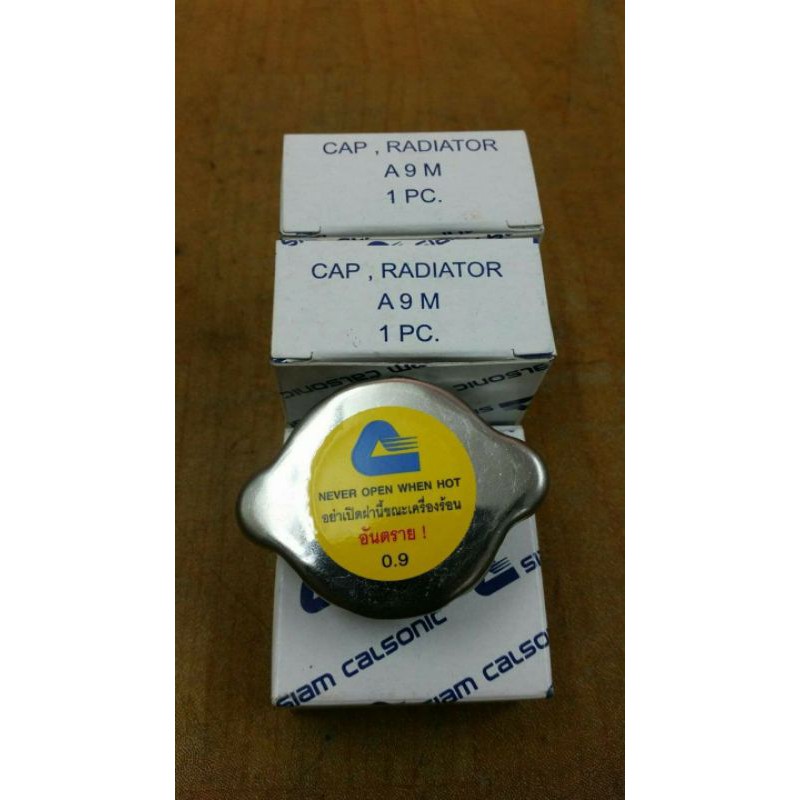 CAP , RADIATOR
A 9 M
1 PC.
CAP , RADIATOR
A 9 M
1 PC.
CALSONIC
NEVER OPEN WHEN HOT
อย่าเปิดฝานี้ขณะเครื่องร้อน
อันตราย !
0.9
SIAM CALSONIC
SIAM CALSO